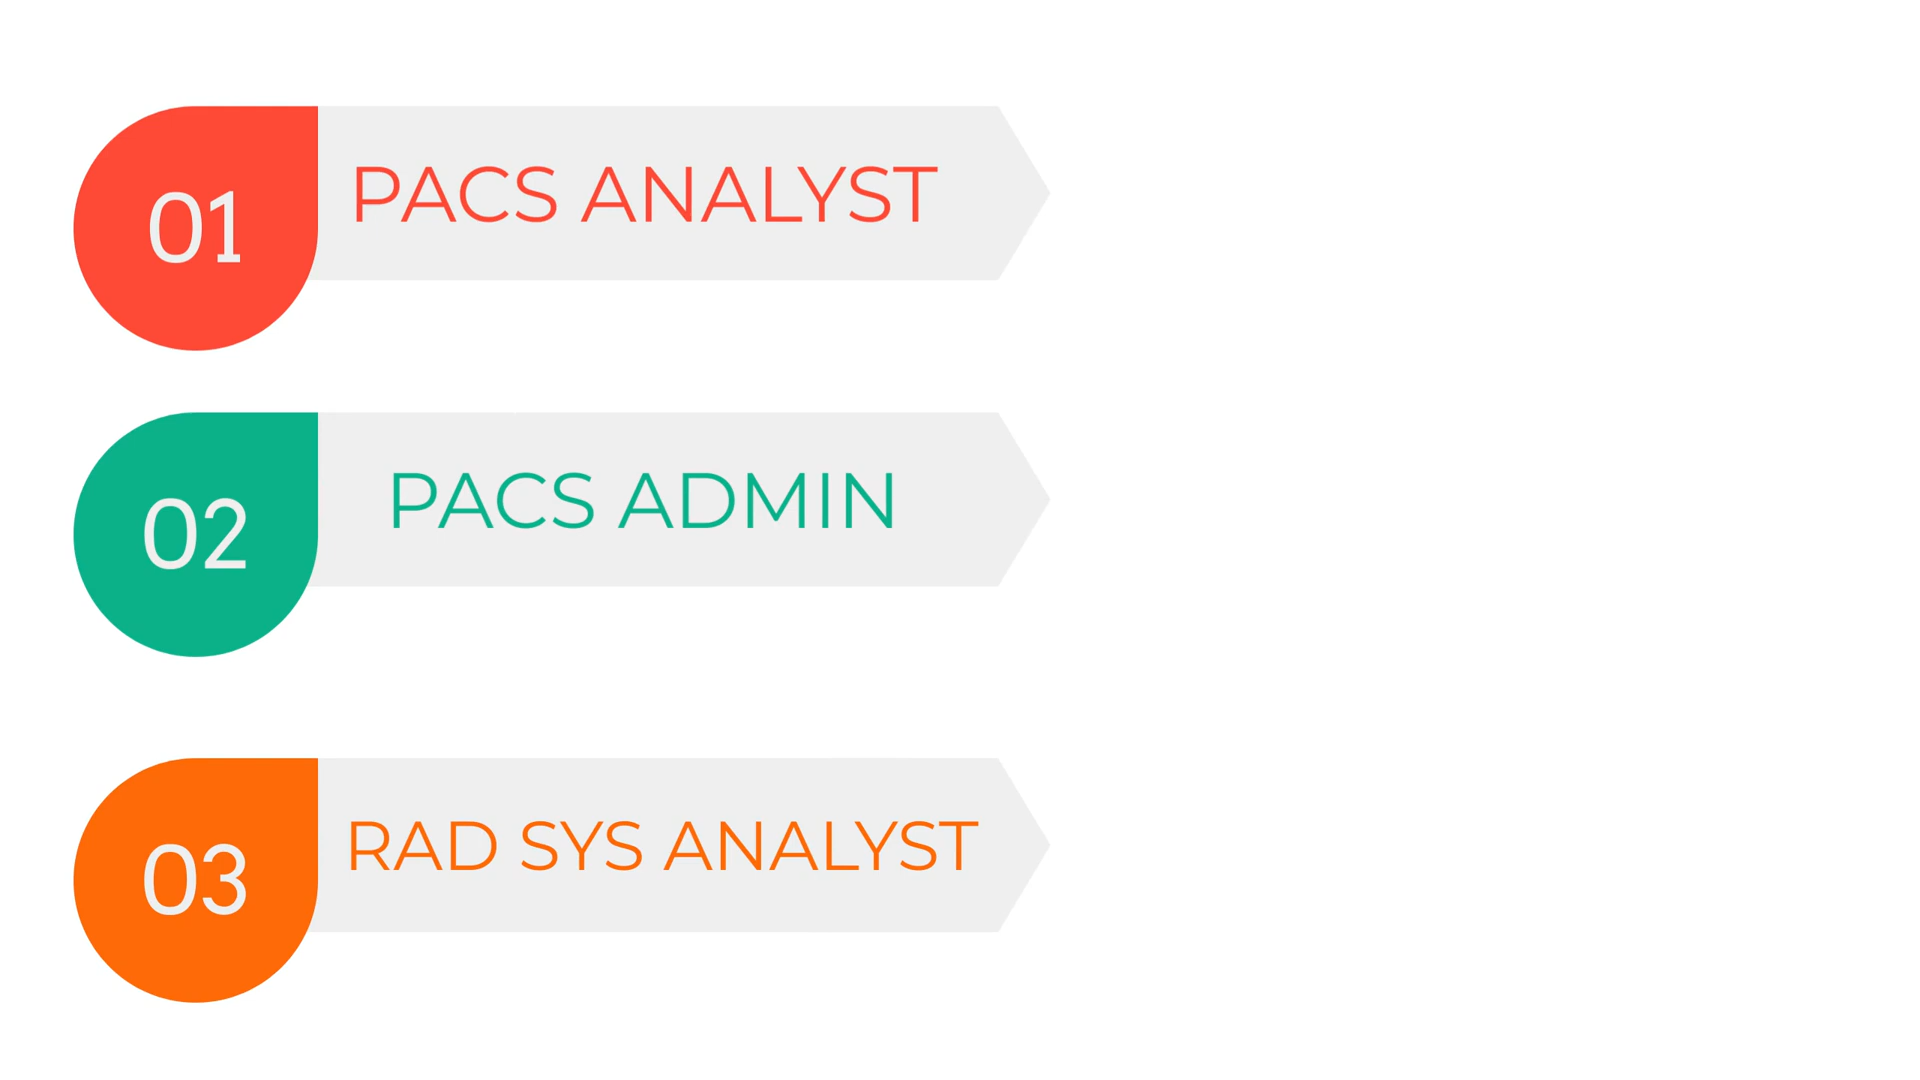 01
PACS ANALYST
02
PACS ADMIN
03
RAD SYS ANALYST